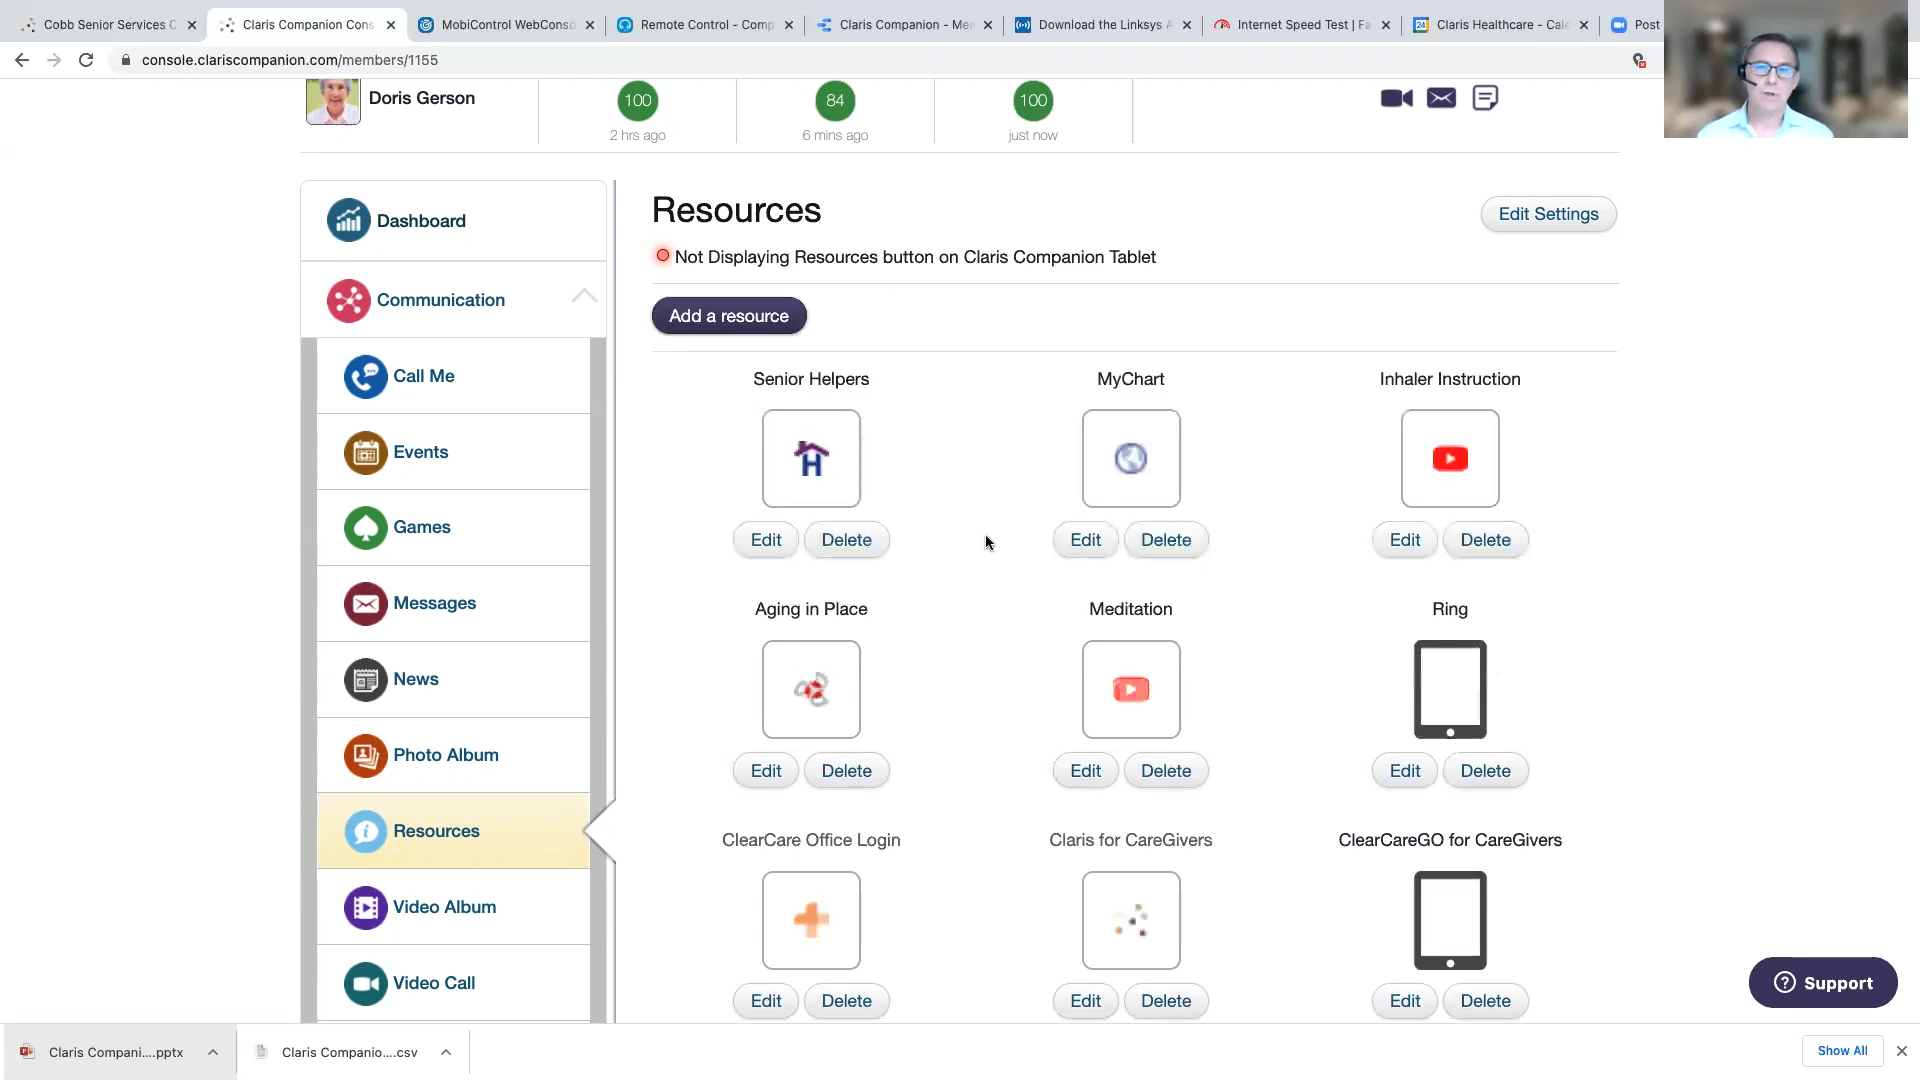 Cobb Senior Services C
Claris Companion Cons
MobiControl WebConso
Remote Control - Comp
Claris Companion - Mea
Download the Linksys A
Internet Speed Test | Fa
24
Claris Healthcare - Cale
Post
console.clariscompanion.com/members/1155
Doris Gerson
100
84
100
2 hrs ago
6 mins ago
just now
Dashboard
Communication
Call Me
Events
Games
Messages
News
Photo Album
Resources
Video Album
Video Call
Resources
Edit Settings
Not Displaying Resources button on Claris Companion Tablet
Add a resource
Senior Helpers
MyChart
Inhaler Instruction
H
Edit Delete
Edit Delete
Edit Delete
Aging in Place
Meditation
Ring
Edit Delete
Edit Delete
Edit Delete
ClearCare Office Login
Claris for CareGivers
ClearCareGO for CareGivers
Edit Delete
Edit Delete
Edit Delete
Support
Claris Compani....pptx
Claris Companio....csv
Show All